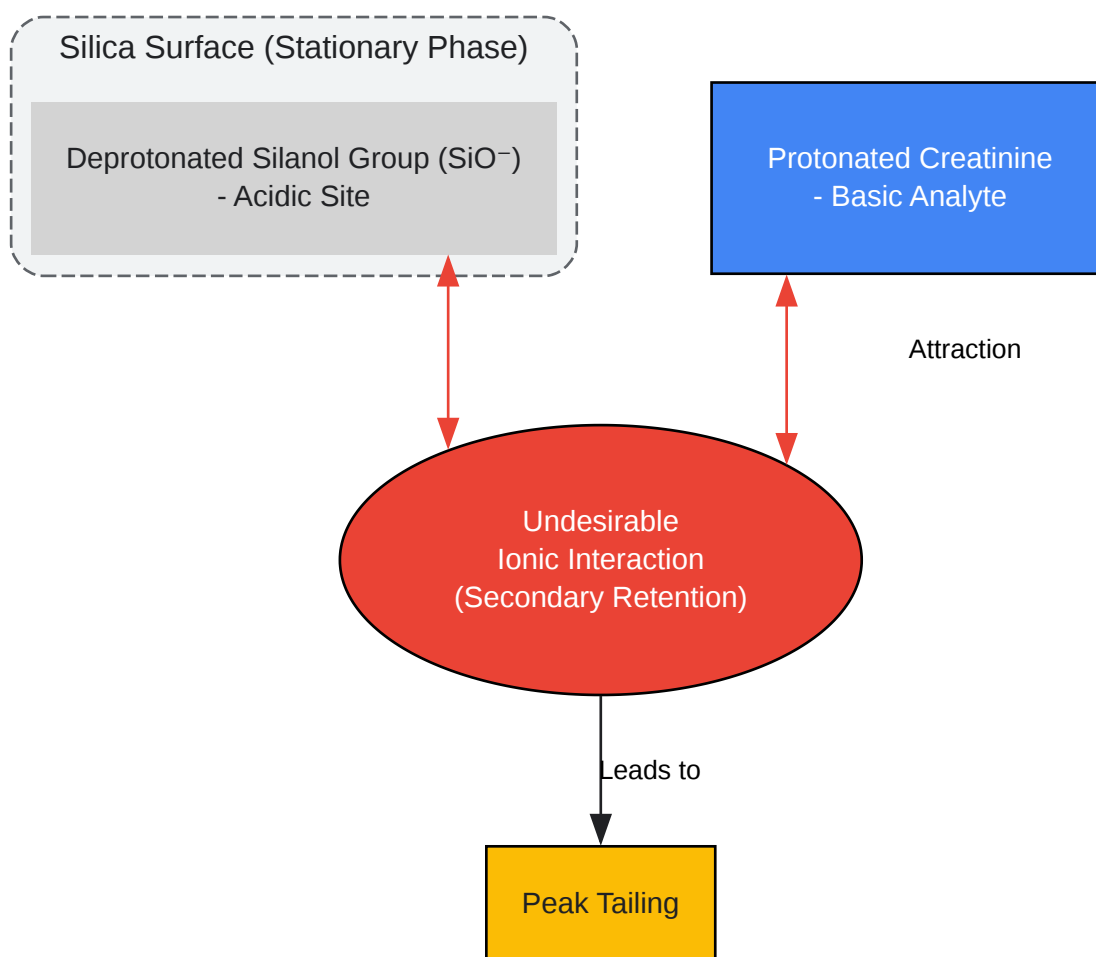 Silica Surface (Stationary Phase)
Deprotonated Silanol Group (SiO⁻)
- Acidic Site
Protonated Creatinine
- Basic Analyte
Attraction
Undesirable
Ionic Interaction
(Secondary Retention)
Leads to
Peak Tailing